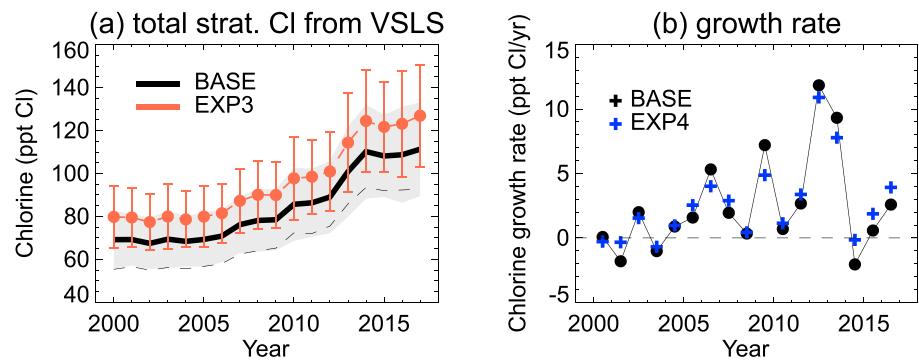 (a) total strat. Cl from VSLS
160
140
120
100
80
60
40
Chlorine (ppt Cl)
BASE
EXP3
2000 2005 2010 2015
Year
(b) growth rate
15
10
5
0
-5
Chlorine growth rate (ppt Cl/yr)
BASE
EXP4
2000 2005 2010 2015
Year